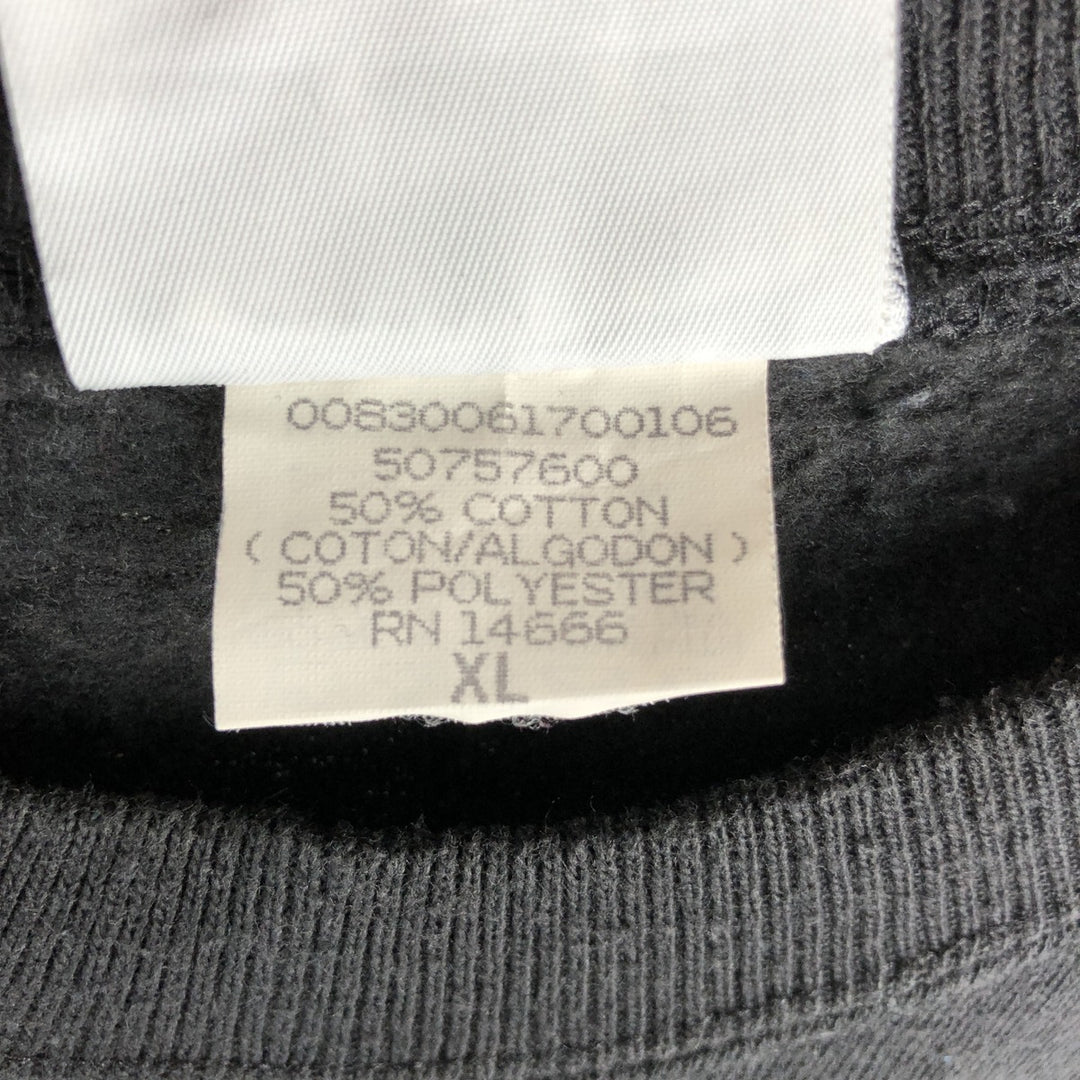 00830061700106
50757600
50% COTTON
( COTON/ALGODON )
50% POLYESTER
RN 14666
XL